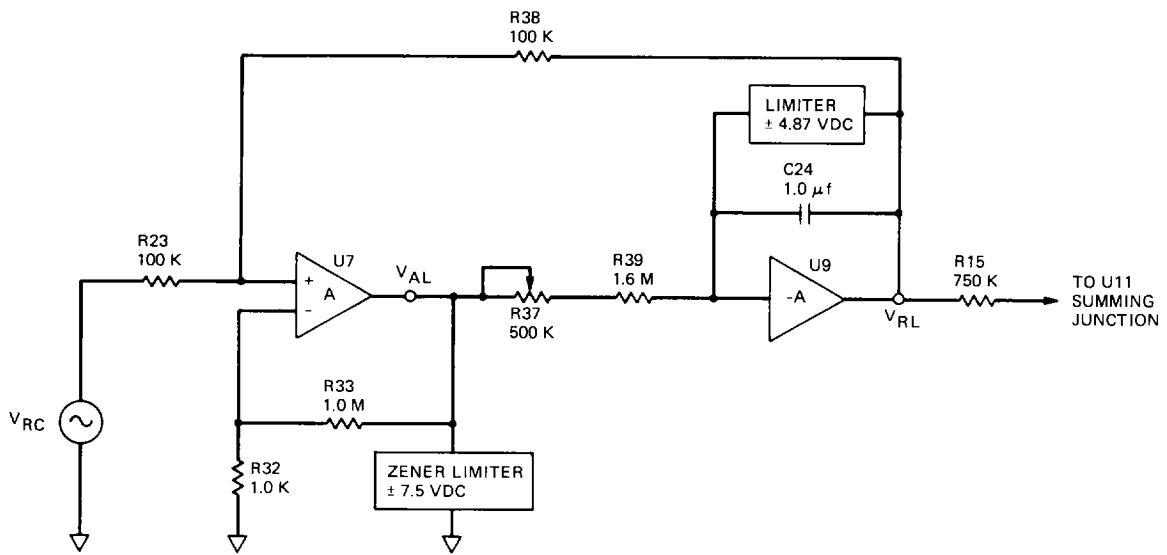 R38
100 K
LIMITER
± 4.87 VDC
C24
1.0 μf
R23
100 K
U7
+
A
−
V_AL
R37
500 K
R39
1.6 M
U9
-A
V_RL
R15
750 K
TO U11
SUMMING
JUNCTION
R33
1.0 M
V_RC
R32
1.0 K
ZENER LIMITER
± 7.5 VDC